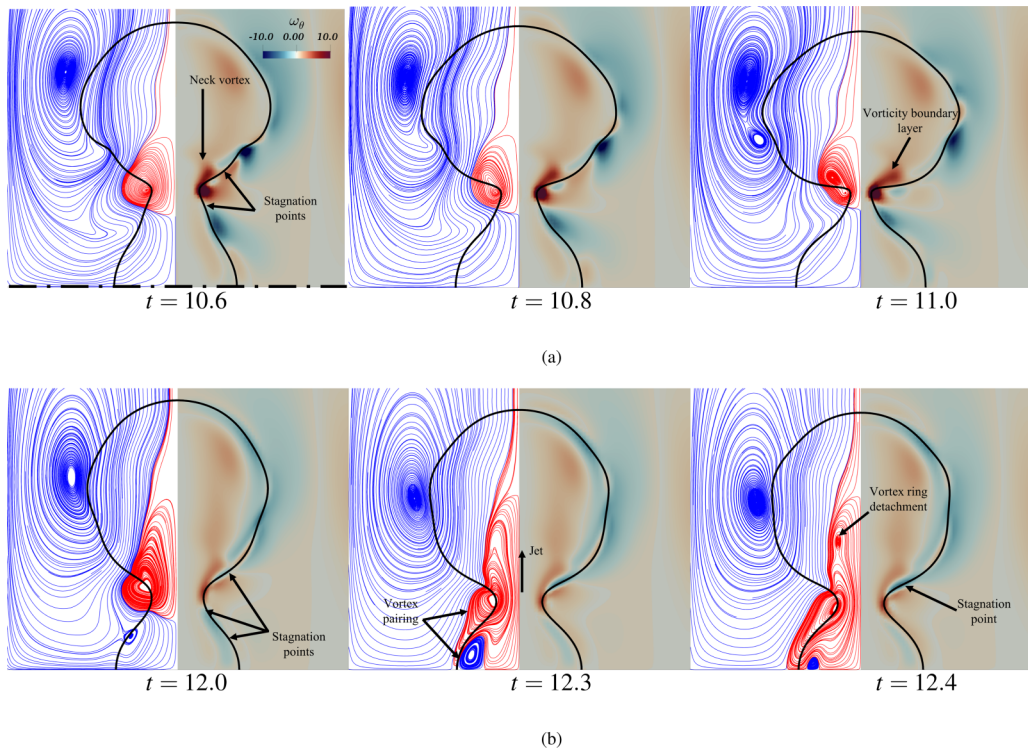 ωθ
-10.0 0.00 10.0
Neck vortex
Stagnation
points
Vorticity boundary
layer
t = 10.6
t = 10.8
t = 11.0
(a)
Stagnation
points
Jet
Vortex
pairing
Vortex ring
detachment
Stagnation
point
t = 12.0
t = 12.3
t = 12.4
(b)